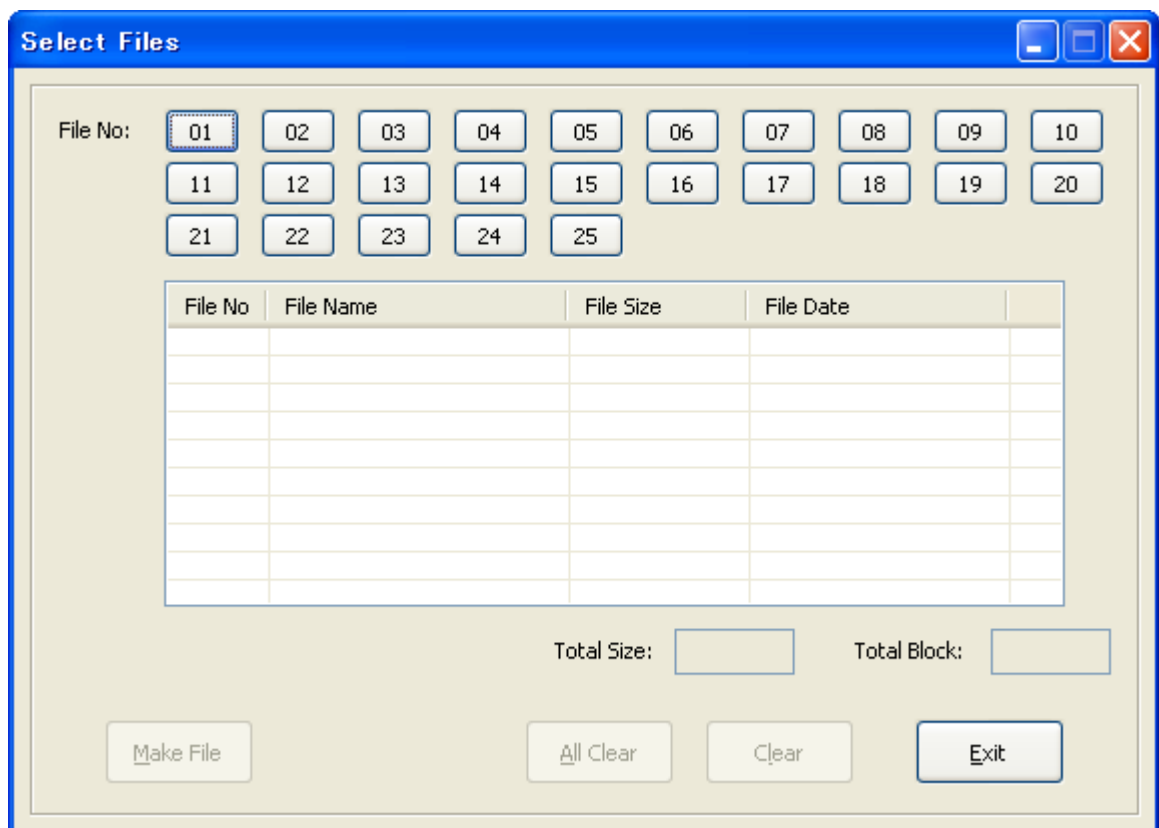 Select Files
File No: 01 02 03 04 05 06 07 08 09 10
11 12 13 14 15 16 17 18 19 20
21 22 23 24 25
File No File Name File Size File Date
Total Size: Total Block:
Make File All Clear Clear Exit